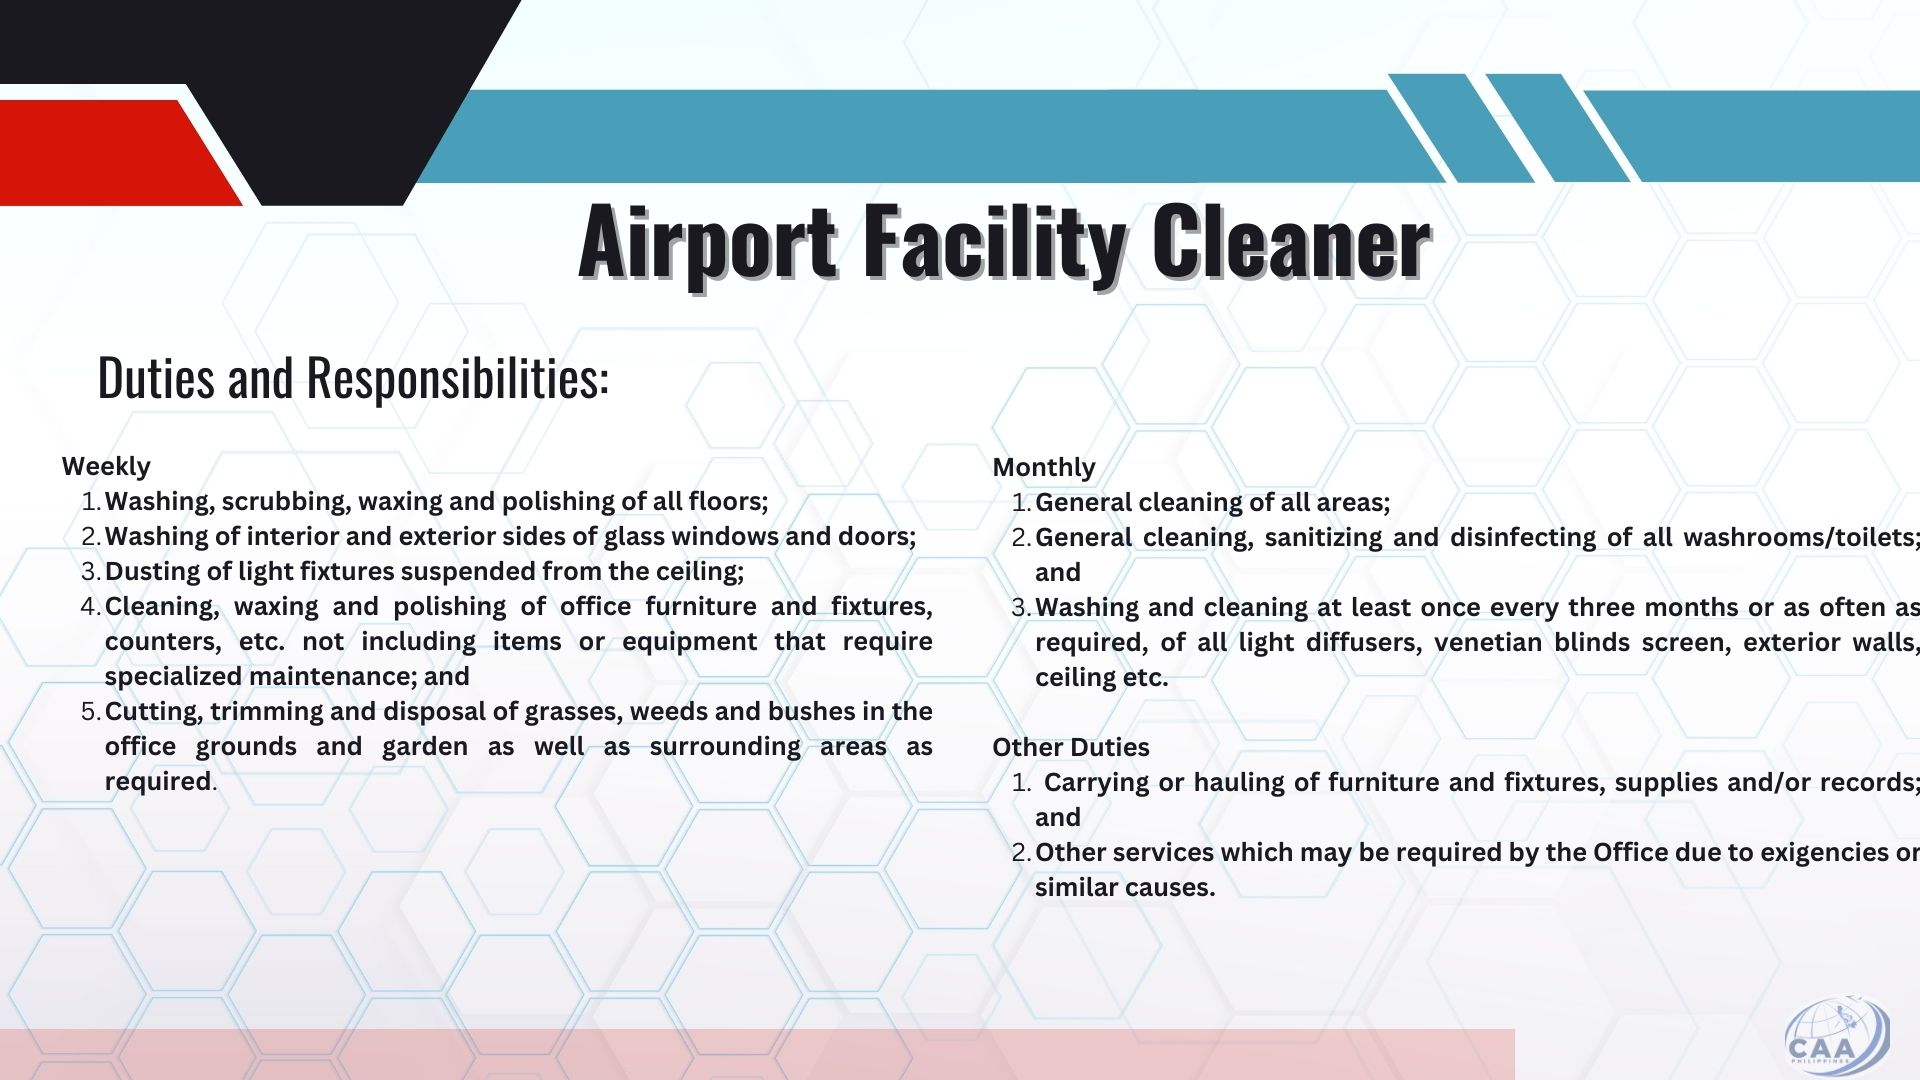 Airport Facility Cleaner
Duties and Responsibilities:
Weekly
1. Washing, scrubbing, waxing and polishing of all floors;
2. Washing of interior and exterior sides of glass windows and doors;
3. Dusting of light fixtures suspended from the ceiling;
4. Cleaning, waxing and polishing of office furniture and fixtures,
counters, etc. not including items or equipment that require
specialized maintenance; and
5. Cutting, trimming and disposal of grasses, weeds and bushes in the
office grounds and garden as well as surrounding areas as
required.
Monthly
1. General cleaning of all areas;
2. General cleaning, sanitizing and disinfecting of all washrooms/toilets;
and
3. Washing and cleaning at least once every three months or as often as
required, of all light diffusers, venetian blinds screen, exterior walls,
ceiling etc.
Other Duties
1. Carrying or hauling of furniture and fixtures, supplies and/or records;
and
2. Other services which may be required by the Office due to exigencies or
similar causes.
CAA
PHILIPPINES